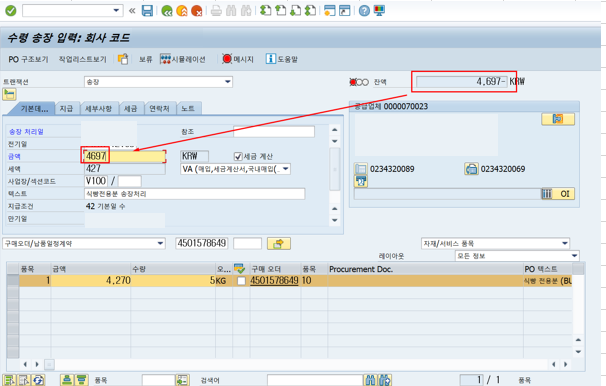 수령 송장 입력: 회사 코드
PO 구조보기 작업리스트보기 보류 시뮬레이션 메시지 도움말
트랜잭션 송장 잔액 4,697- KRW
기본데... 지급 세부사항 세금 연락처 노트
공급업체 0000070023
송장 처리일 참조
전기일
금액 4697 KRW 세금 계산
세액 427 VA (매입,세금계산서,국내매입(..
사업장/섹션코드 V100 /
텍스트 식빵전용분 송장처리
지급조건 42 기본일 수
만기일
0234320089 0234320069
OI
구매오더/납품일정계약 4501578649 자재/서비스 품목
레이아웃 모든 정보
품목 금액 수량 오... 구매 오더 품목 Procurement Doc. PO 텍스트
1 4,270 5 KG 4501578649 10 식빵 전용분 (BU
품목 검색어 1 / 1 품목